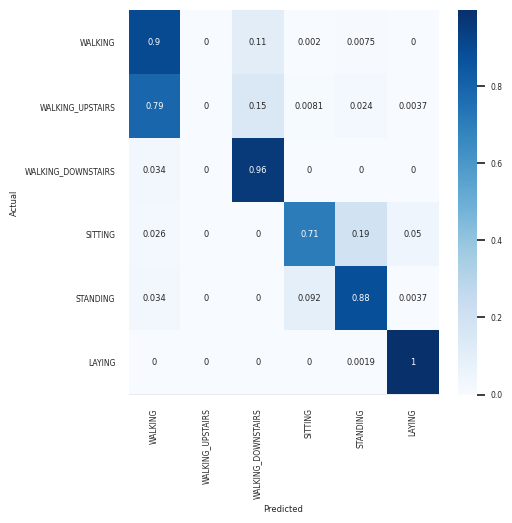 WALKING 0.9 0 0.11 0.002 0.0075 0
WALKING_UPSTAIRS 0.79 0 0.15 0.0081 0.024 0.0037
WALKING_DOWNSTAIRS 0.034 0 0.96 0 0 0
SITTING 0.026 0 0 0.71 0.19 0.05
STANDING 0.034 0 0 0.092 0.88 0.0037
LAYING 0 0 0 0 0.0019 1
Actual
WALKING
WALKING_UPSTAIRS
WALKING_DOWNSTAIRS
SITTING
STANDING
LAYING
Predicted
0.8
0.6
0.4
0.2
0.0